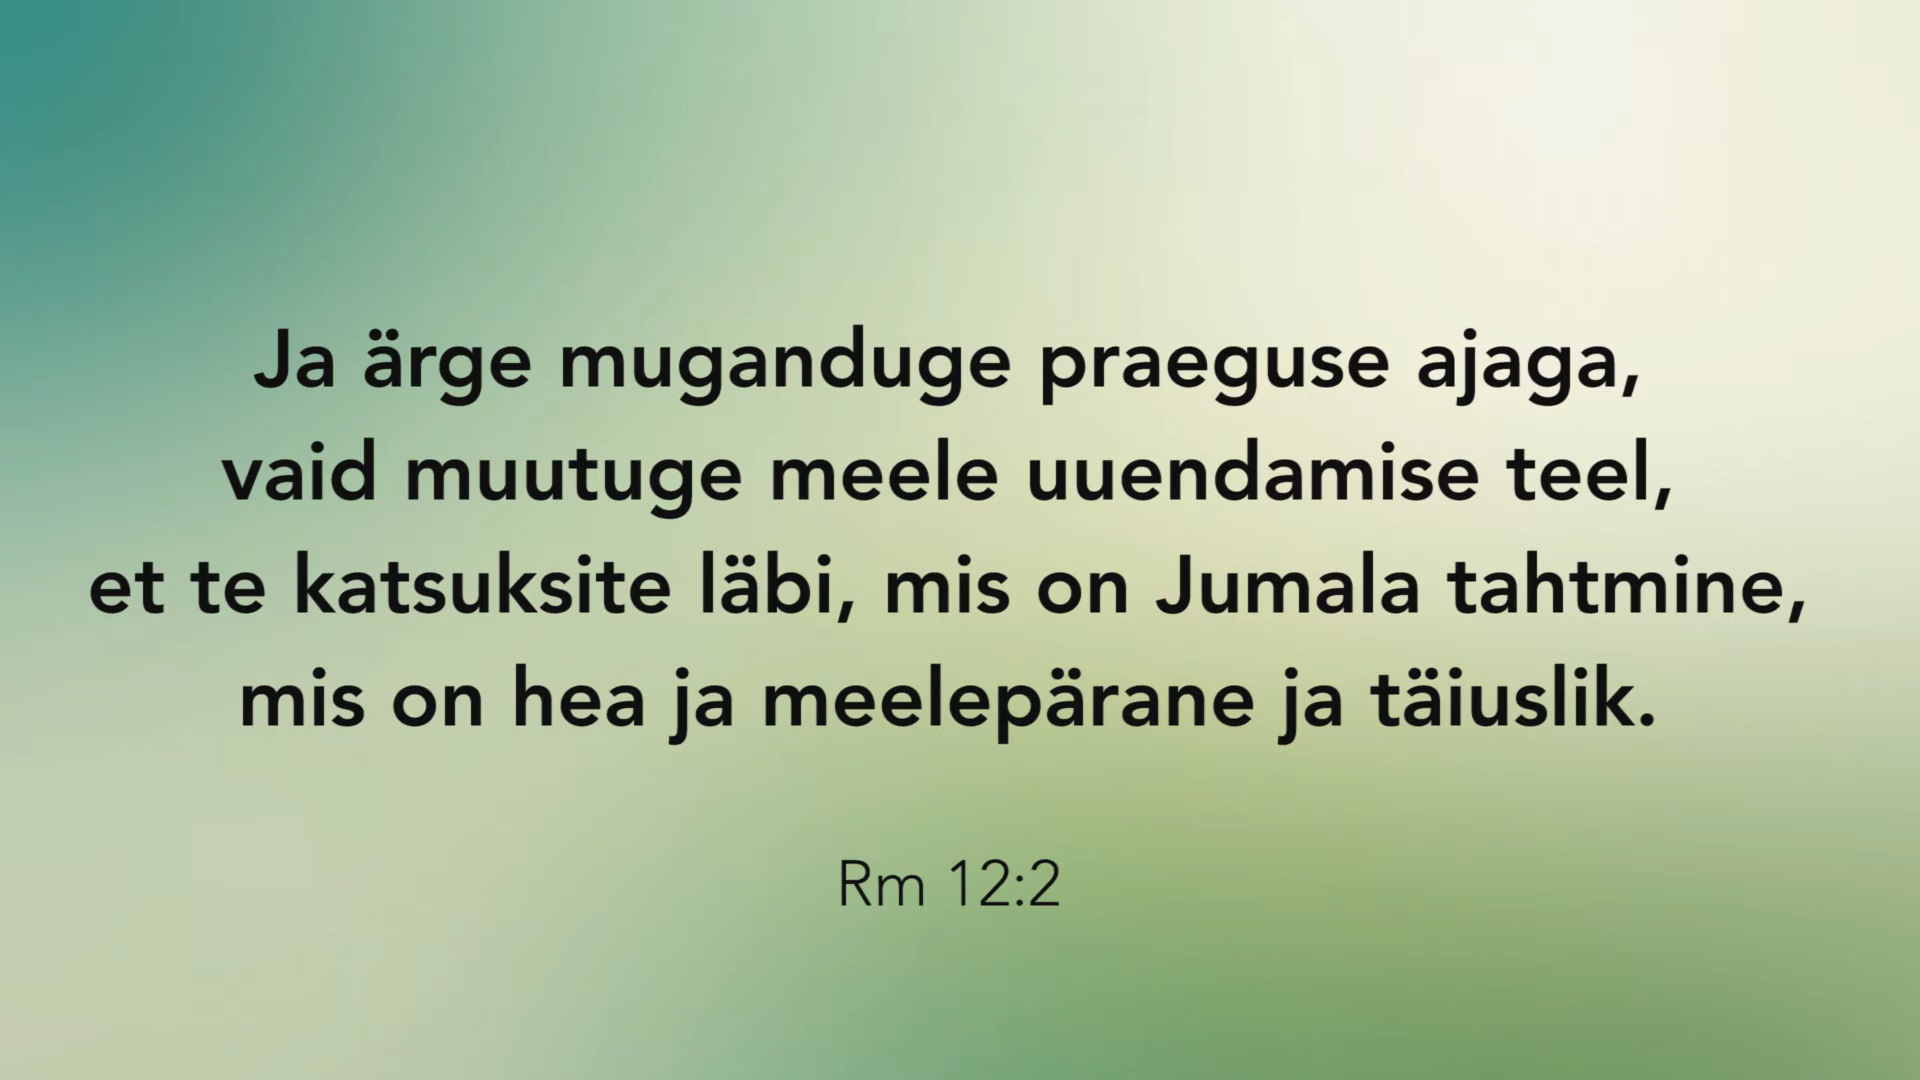 Ja ärge muganduge praeguse ajaga,
vaid muutuge meele uuendamise teel,
et te katsuksite läbi, mis on Jumala tahtmine,
mis on hea ja meelepärane ja täiuslik.
Rm 12:2